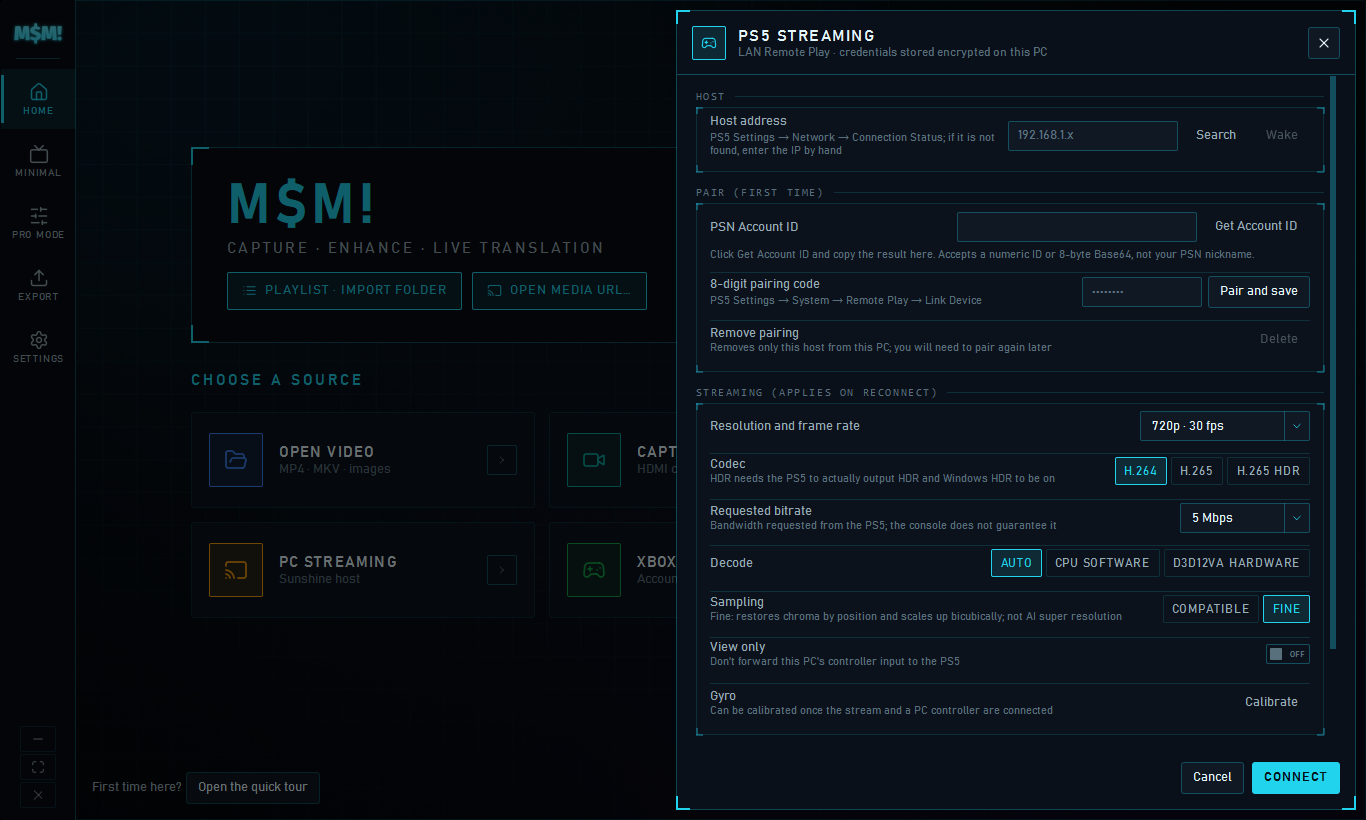 M$M!
HOME
MINIMAL
PRO MODE
EXPORT
SETTINGS
M$M!
CAPTURE · ENHANCE · LIVE TRANSLATION
PLAYLIST · IMPORT FOLDER
OPEN MEDIA URL…
CHOOSE A SOURCE
OPEN VIDEO
MP4 · MKV · images
CAPT
HDMI
PC STREAMING
Sunshine host
XBOX
Accoun
First time here?
Open the quick tour
PS5 STREAMING
LAN Remote Play · credentials stored encrypted on this PC
HOST
Host address
PS5 Settings → Network → Connection Status; if it is not
found, enter the IP by hand
192.168.1.x
Search
Wake
PAIR (FIRST TIME)
PSN Account ID
Get Account ID
Click Get Account ID and copy the result here. Accepts a numeric ID or 8-byte Base64, not your PSN nickname.
8-digit pairing code
PS5 Settings → System → Remote Play → Link Device
--------
Pair and save
Remove pairing
Removes only this host from this PC; you will need to pair again later
Delete
STREAMING (APPLIES ON RECONNECT)
Resolution and frame rate
720p · 30 fps
Codec
HDR needs the PS5 to actually output HDR and Windows HDR to be on
H.264
H.265
H.265 HDR
Requested bitrate
Bandwidth requested from the PS5; the console does not guarantee it
5 Mbps
Decode
AUTO
CPU SOFTWARE
D3D12VA HARDWARE
Sampling
Fine: restores chroma by position and scales up bicubically; not AI super resolution
COMPATIBLE
FINE
View only
Don't forward this PC's controller input to the PS5
OFF
Gyro
Can be calibrated once the stream and a PC controller are connected
Calibrate
Cancel
CONNECT